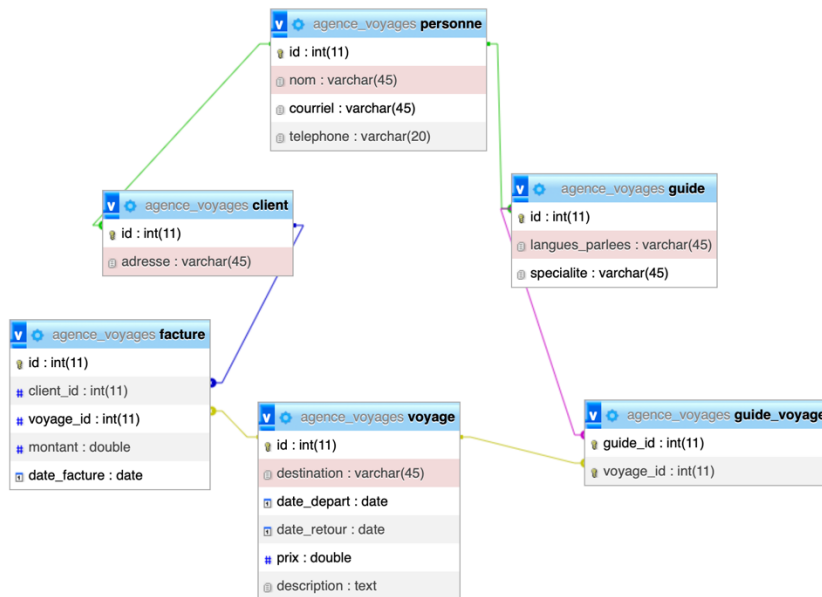 agence_voyages personne
id : int(11)
nom : varchar(45)
courriel : varchar(45)
telephone : varchar(20)
agence_voyages client
id : int(11)
adresse : varchar(45)
agence_voyages guide
id : int(11)
langues_parlees : varchar(45)
specialite : varchar(45)
agence_voyages facture
id : int(11)
client_id : int(11)
voyage_id : int(11)
montant : double
date_facture : date
agence_voyages voyage
id : int(11)
destination : varchar(45)
date_depart : date
date_retour : date
prix : double
description : text
agence_voyages guide_voyage
guide_id : int(11)
voyage_id : int(11)